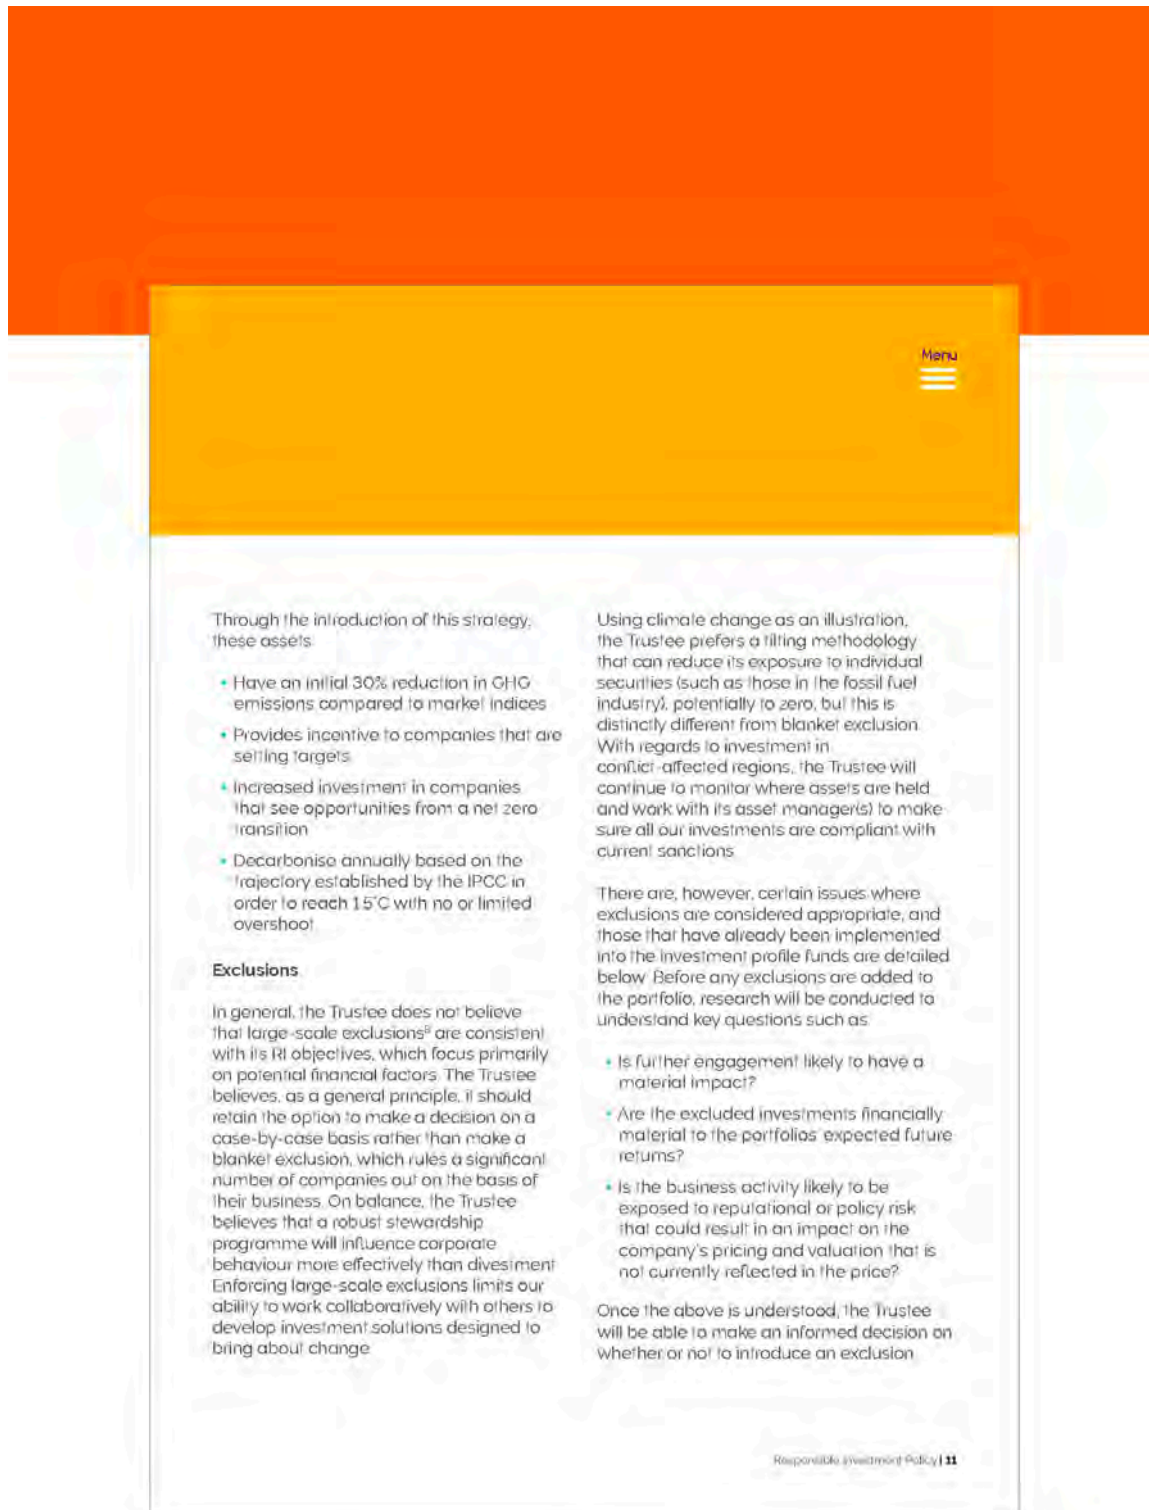 Menu
Through the introduction of this strategy,
these assets
• Have an initial 30% reduction in GHG
emissions compared to market indices
• Provides incentive to companies that are
setting targets
• Increased investment in companies
that see opportunities from a net zero
transition
• Decarbonise annually based on the
trajectory established by the IPCC in
order to reach 1.5°C with no or limited
overshoot
Exclusions
In general, the Trustee does not believe
that large-scale exclusions are consistent
with its RI objectives, which focus primarily
on potential financial factors. The Trustee
believes, as a general principle, it should
retain the option to make a decision on a
case-by-case basis rather than make a
blanket exclusion, which rules a significant
number of companies out on the basis of
their business. On balance, the Trustee
believes that a robust stewardship
programme will influence corporate
behaviour more effectively than divestment
Enforcing large-scale exclusions limits our
ability to work collaboratively with others to
develop investment solutions designed to
bring about change
Using climate change as an illustration,
the Trustee prefers a tilting methodology
that can reduce its exposure to individual
securities (such as those in the fossil fuel
industry), potentially to zero, but this is
distinctly different from blanket exclusion
With regards to investment in
conflict-affected regions, the Trustee will
continue to monitor where assets are held
and work with its asset manager(s) to make
sure all our investments are compliant with
current sanctions
There are, however, certain issues where
exclusions are considered appropriate, and
those that have already been implemented
into the investment profile funds are detailed
below. Before any exclusions are added to
the portfolio, research will be conducted to
understand key questions such as
• Is further engagement likely to have a
material impact?
• Are the excluded investments financially
material to the portfolios' expected future
returns?
• Is the business activity likely to be
exposed to reputational or policy risk
that could result in an impact on the
company's pricing and valuation that is
not currently reflected in the price?
Once the above is understood, the Trustee
will be able to make an informed decision on
whether or not to introduce an exclusion
Responsible Investment Policy | 11